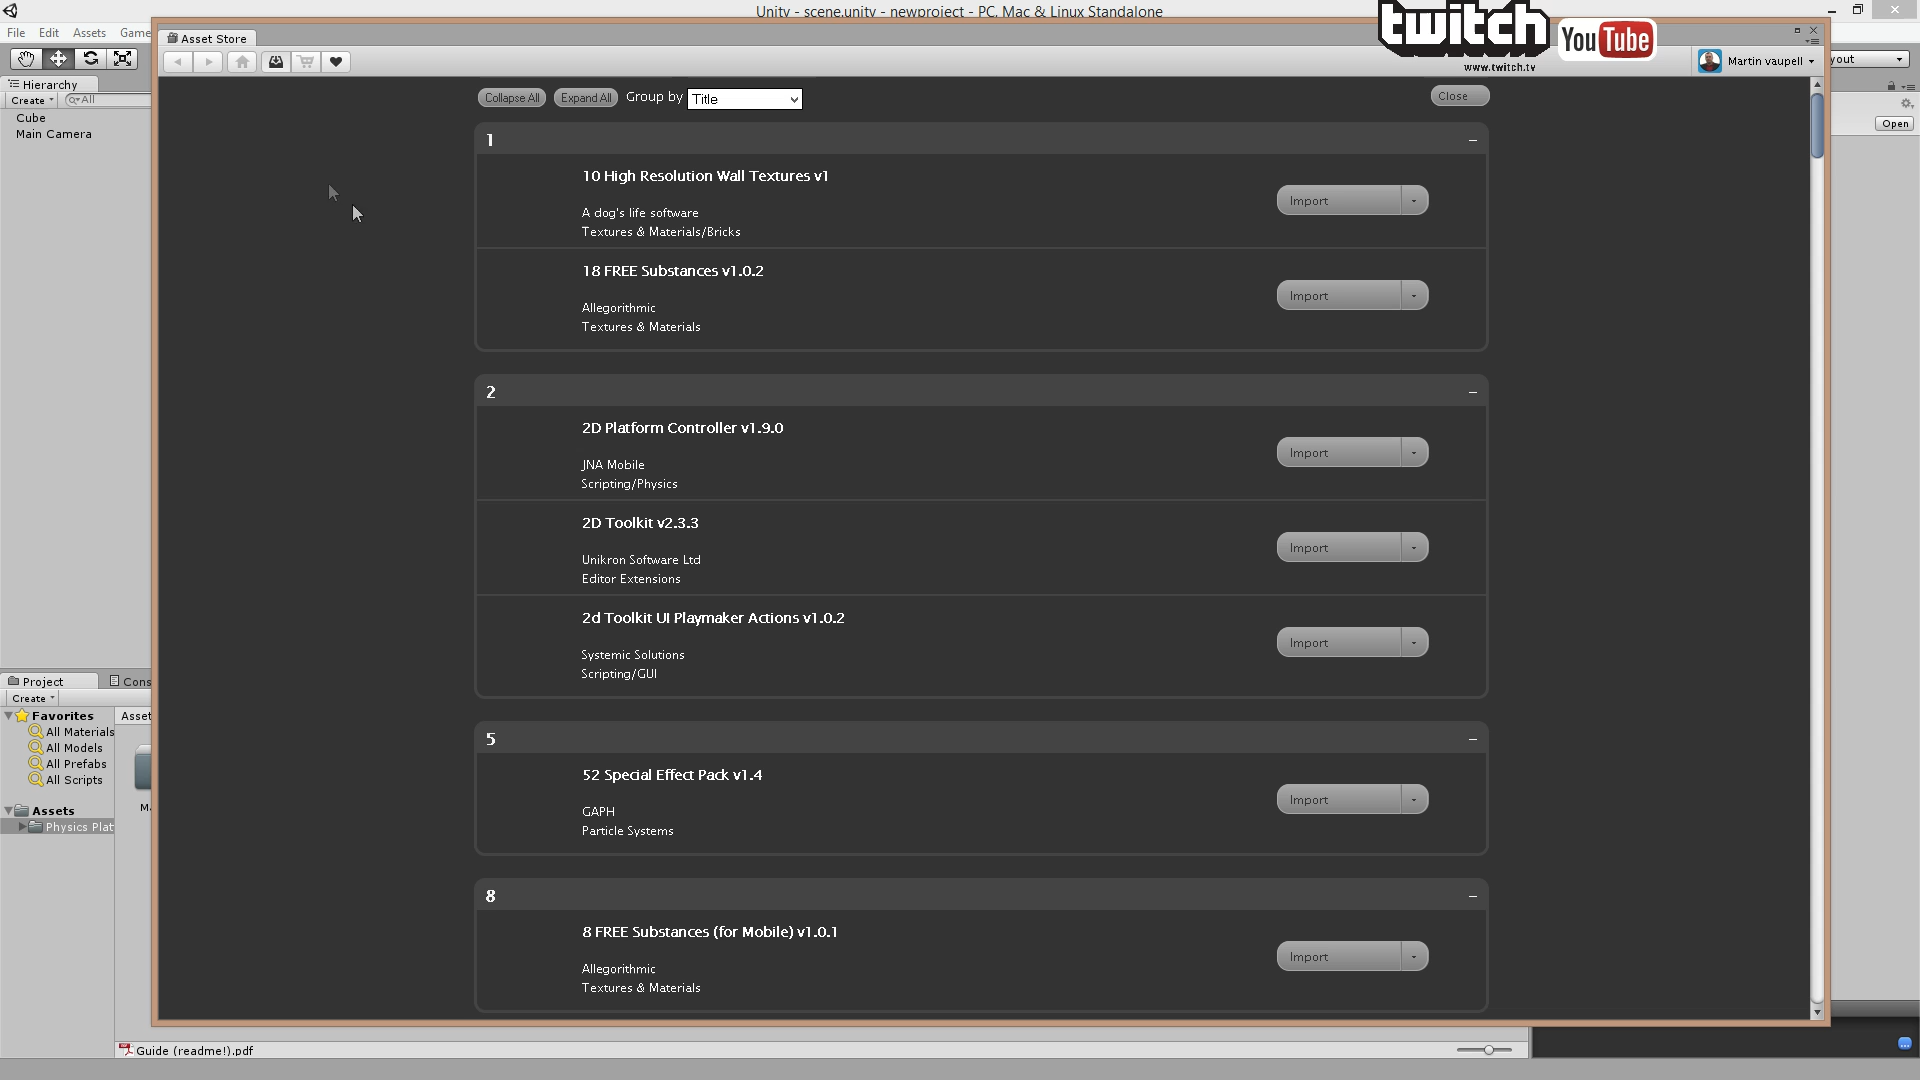 Unity - scene.unity - newproject - PC, Mac & Linux Standalone
File Edit Assets Game
Asset Store
twitch
www.twitch.tv
YouTube
Martin vaupell
yout
Hierarchy
Create
All
Cube
Main Camera
Open
Collapse All Expand All Group by Title Close
1
10 High Resolution Wall Textures v1
Import
A dog's life software
Textures & Materials/Bricks
18 FREE Substances v1.0.2
Import
Allegorithmic
Textures & Materials
2
2D Platform Controller v1.9.0
Import
JNA Mobile
Scripting/Physics
2D Toolkit v2.3.3
Import
Unikron Software Ltd
Editor Extensions
2d Toolkit UI Playmaker Actions v1.0.2
Import
Systemic Solutions
Scripting/GUI
5
52 Special Effect Pack v1.4
Import
GAPH
Particle Systems
8
8 FREE Substances (for Mobile) v1.0.1
Import
Allegorithmic
Textures & Materials
Project Cons
Create
Favorites
All Materials
All Models
All Prefabs
All Scripts
Assets
Physics Plat
Asset
Ma
Guide (readme!).pdf